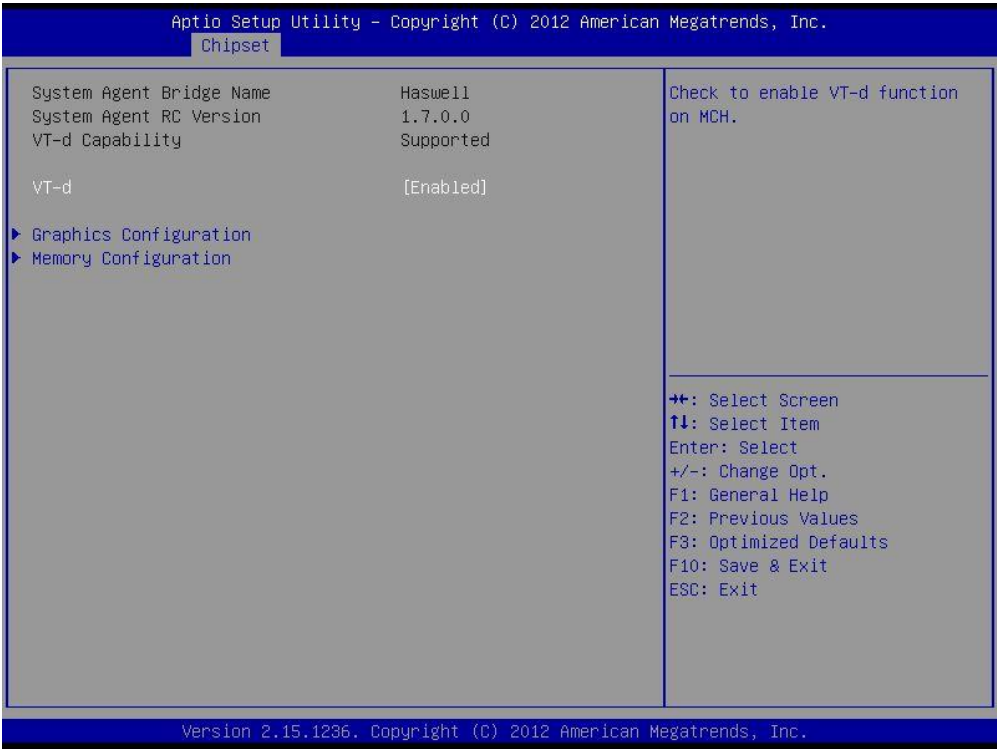 Aptio Setup Utility – Copyright (C) 2012 American Megatrends, Inc.
Chipset
System Agent Bridge Name Haswell
System Agent RC Version 1.7.0.0
VT-d Capability Supported
VT-d [Enabled]
Graphics Configuration
Memory Configuration
Check to enable VT-d function
on MCH.
→←: Select Screen
↑↓: Select Item
Enter: Select
+/-: Change Opt.
F1: General Help
F2: Previous Values
F3: Optimized Defaults
F10: Save & Exit
ESC: Exit
Version 2.15.1236. Copyright (C) 2012 American Megatrends, Inc.